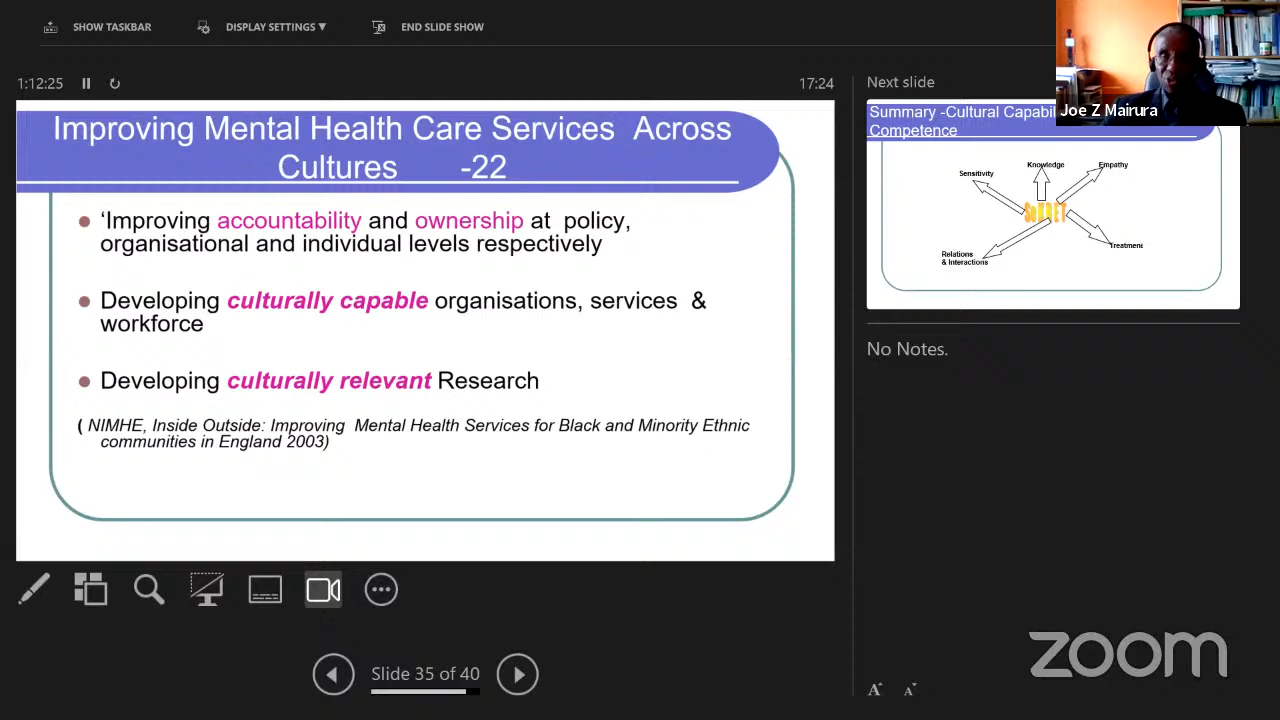 SHOW TASKBAR
DISPLAY SETTINGS ▼
END SLIDE SHOW
1:12:25
17:24
Improving Mental Health Care Services Across
Cultures -22
‘Improving accountability and ownership at policy,
organisational and individual levels respectively
Developing culturally capable organisations, services &
workforce
Developing culturally relevant Research
( NIMHE, Inside Outside: Improving Mental Health Services for Black and Minority Ethnic
communities in England 2003)
Slide 35 of 40
Next slide
Joe Z Mairura
Summary -Cultural Capabil
Competence
Knowledge
Empathy
Sensitivity
SeKRET
Treatment
Relations
& Interactions
No Notes.
zoom
A
A